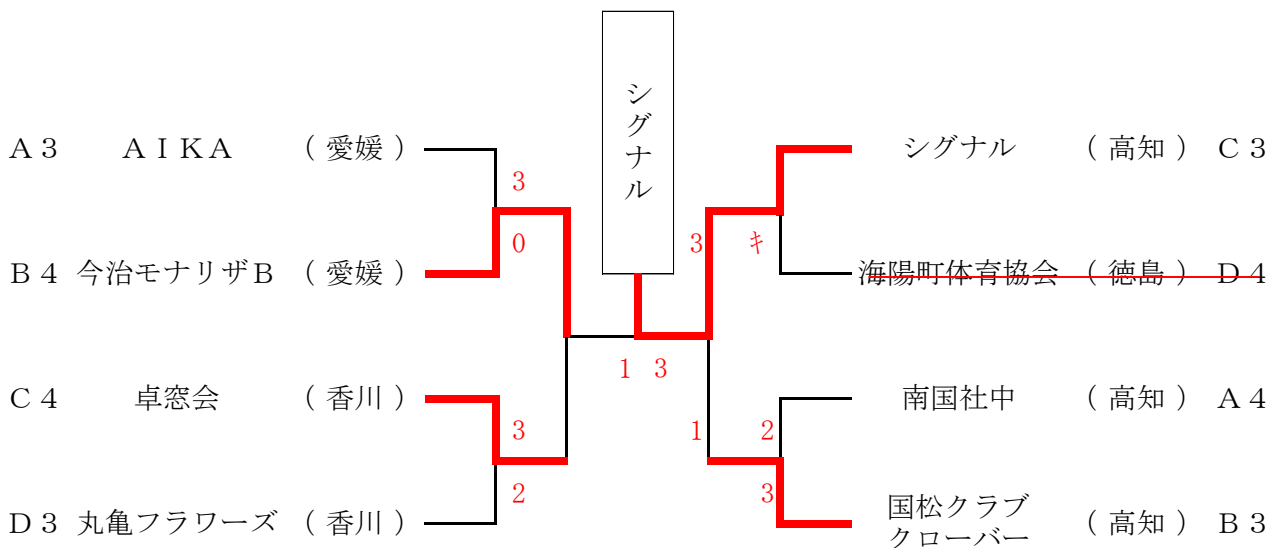 シグナル
A3 AIKA (愛媛)
3
0
B4 今治モナリザB (愛媛)
C4 卓窓会 (香川)
3
2
D3 丸亀フラワーズ (香川)
1 3
シグナル (高知) C3
3 キ
海陽町体育協会 (徳島) D4
南国社中 (高知) A4
1 2
3
国松クラブ
クローバー (高知) B3